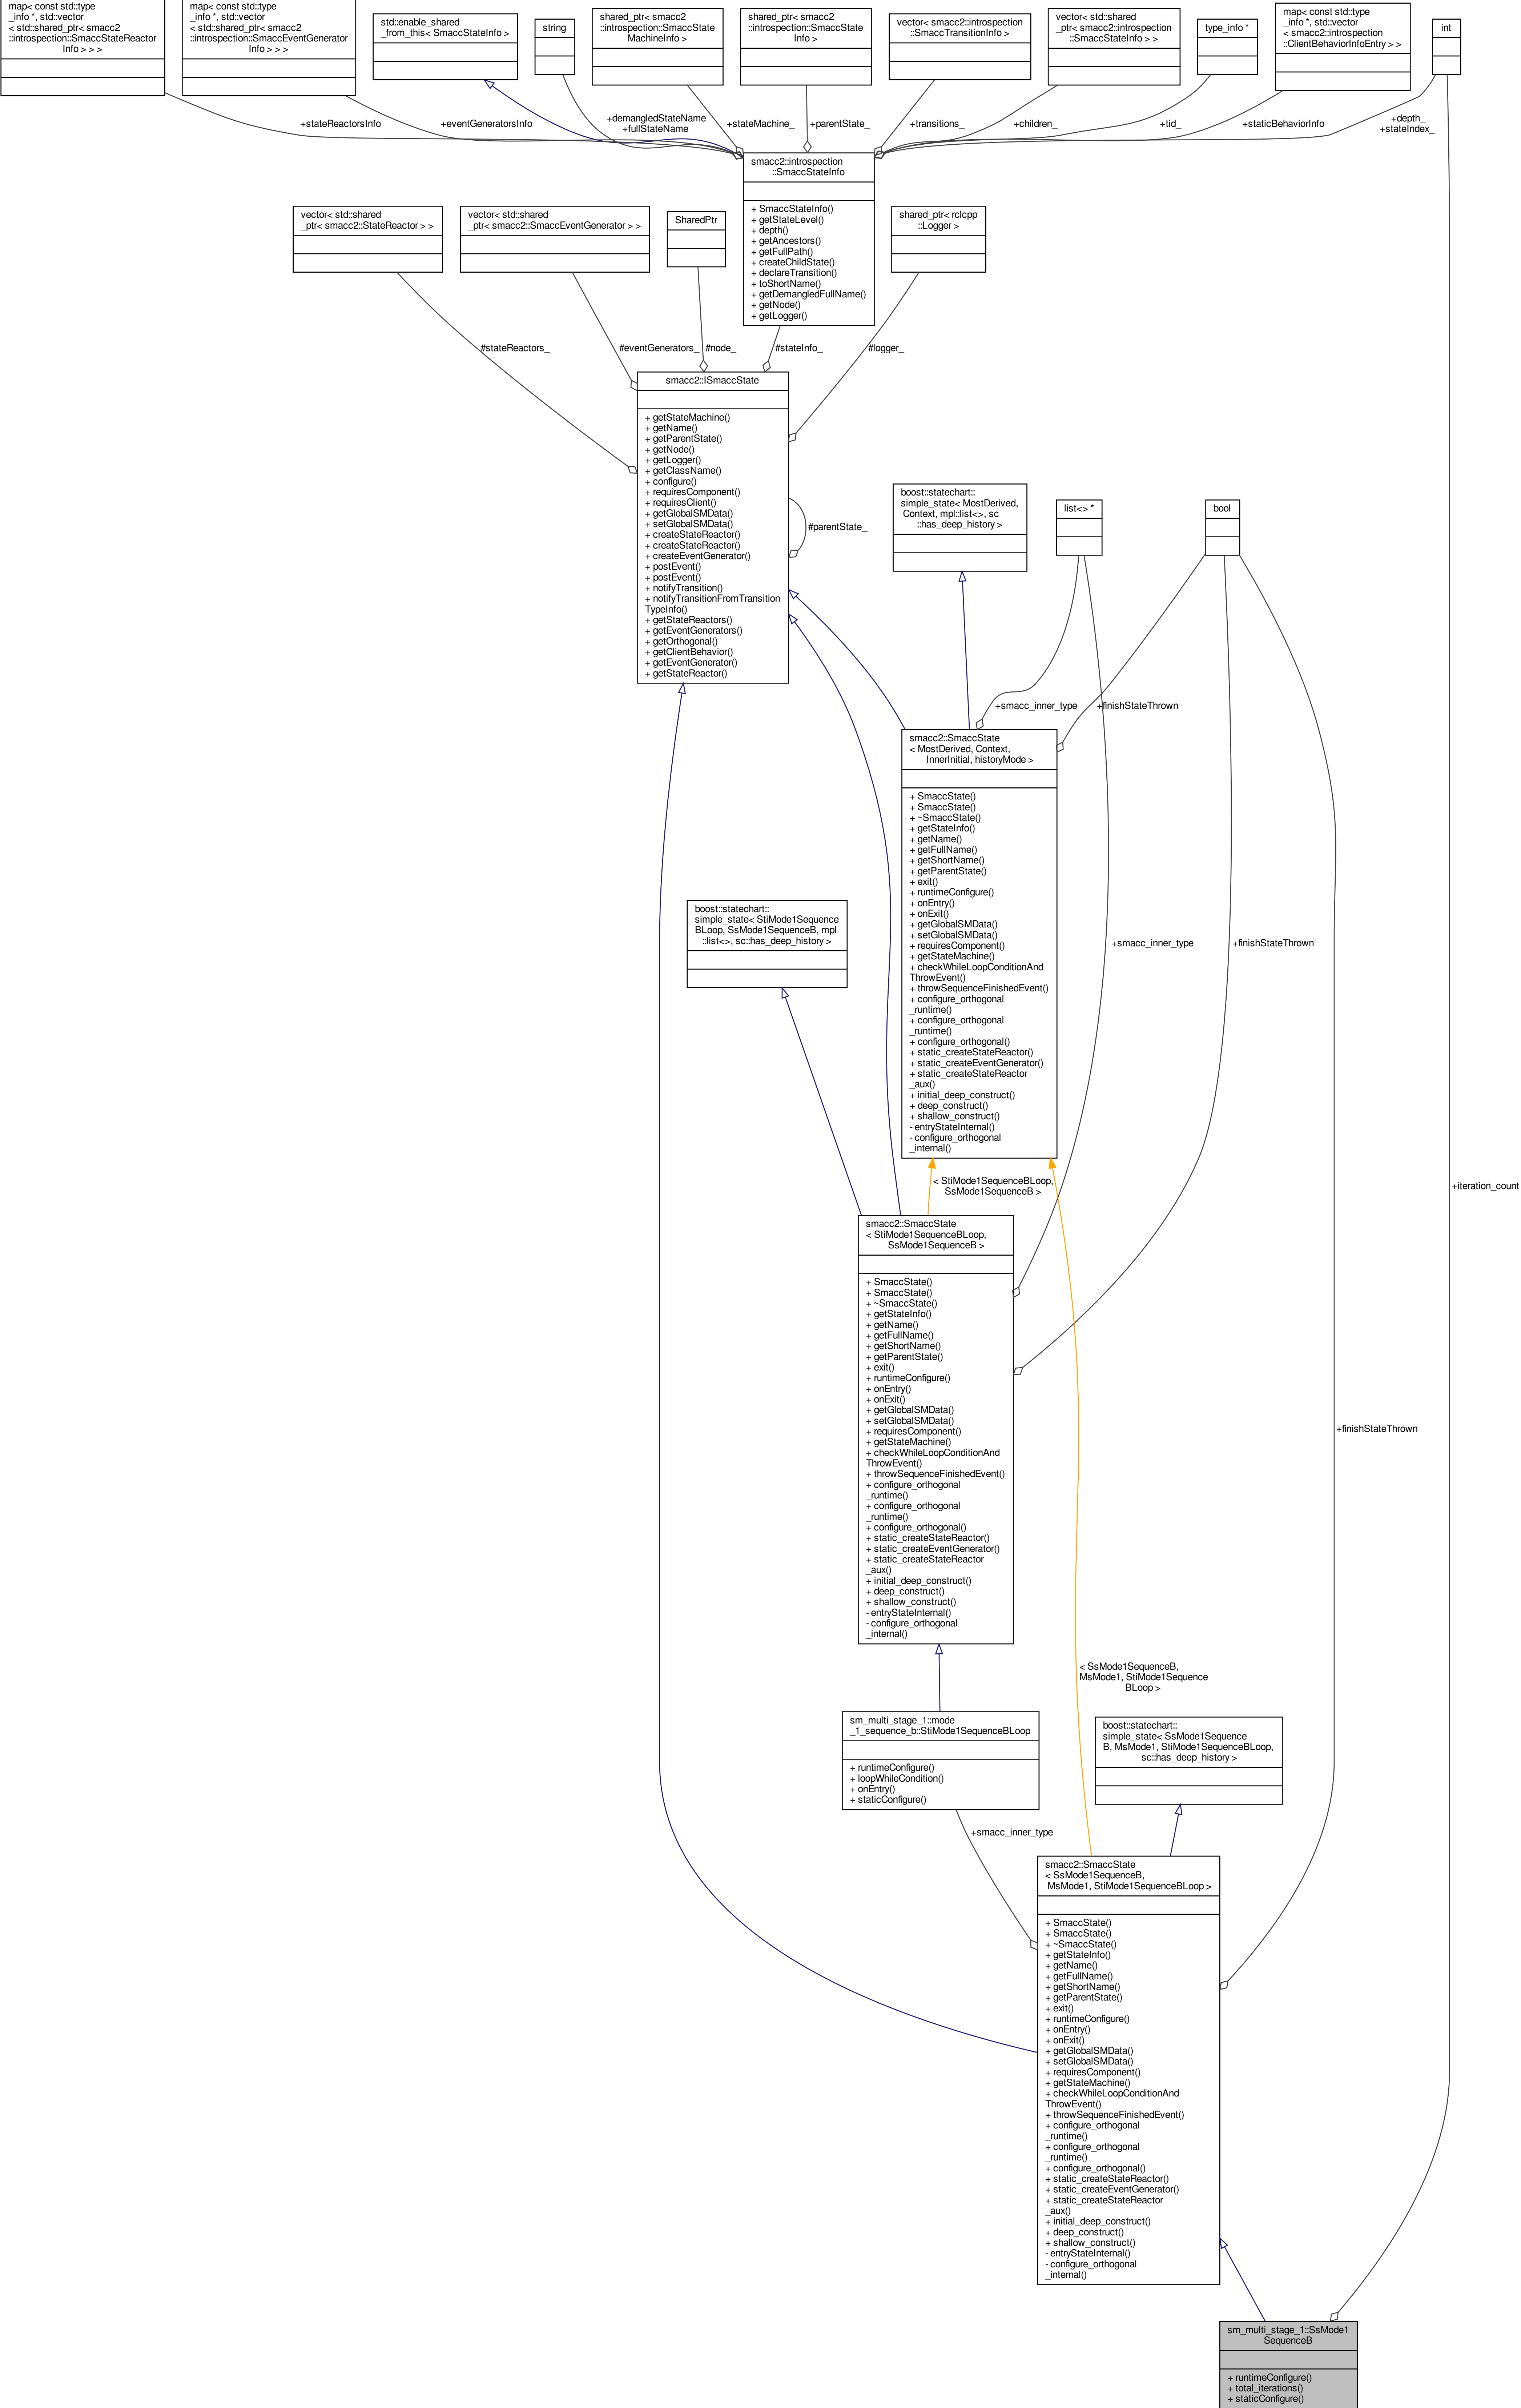 map< const std::type
_info *, std::vector
< std::shared_ptr< smacc2
::introspection::SmaccStateReactor
Info > > >
map< const std::type
_info *, std::vector
< std::shared_ptr< smacc2
::introspection::SmaccEventGenerator
Info > > >
std::enable_shared
_from_this< SmaccStateInfo >
string
shared_ptr< smacc2
::introspection::SmaccState
MachineInfo >
shared_ptr< smacc2
::introspection::SmaccState
Info >
vector< smacc2::introspection
::SmaccTransitionInfo >
vector< std::shared
_ptr< smacc2::introspection
::SmaccStateInfo > >
type_info *
map< const std::type
_info *, std::vector
< smacc2::introspection
::ClientBehaviorInfoEntry > >
int
+stateReactorsInfo
+eventGeneratorsInfo
+demangledStateName
+fullStateName
+stateMachine_
+parentState_
+transitions_
+children_
+tid_
+staticBehaviorInfo
+depth_
+stateIndex_
smacc2::introspection
::SmaccStateInfo
+ SmaccStateInfo()
+ getStateLevel()
+ depth()
+ getAncestors()
+ getFullPath()
+ createChildState()
+ declareTransition()
+ toShortName()
+ getDemangledFullName()
+ getNode()
+ getLogger()
vector< std::shared
_ptr< smacc2::StateReactor > >
vector< std::shared
_ptr< smacc2::SmaccEventGenerator > >
SharedPtr
shared_ptr< rclcpp
::Logger >
#stateReactors_
#eventGenerators_
#node_
#stateInfo_
#logger_
smacc2::ISmaccState
+ getStateMachine()
+ getName()
+ getParentState()
+ getNode()
+ getLogger()
+ getClassName()
+ configure()
+ requiresComponent()
+ requiresClient()
+ getGlobalSMData()
+ setGlobalSMData()
+ createStateReactor()
+ createStateReactor()
+ createEventGenerator()
+ postEvent()
+ postEvent()
+ notifyTransition()
+ notifyTransitionFromTransition
TypeInfo()
+ getStateReactors()
+ getEventGenerators()
+ getOrthogonal()
+ getClientBehavior()
+ getEventGenerator()
+ getStateReactor()
#parentState_
boost::statechart::
simple_state< MostDerived,
Context, mpl::list<>, sc
::has_deep_history >
list<> *
bool
+smacc_inner_type
+finishStateThrown
smacc2::SmaccState
< MostDerived, Context,
InnerInitial, historyMode >
+ SmaccState()
+ SmaccState()
+ ~SmaccState()
+ getStateInfo()
+ getName()
+ getFullName()
+ getShortName()
+ getParentState()
+ exit()
+ runtimeConfigure()
+ onEntry()
+ onExit()
+ getGlobalSMData()
+ setGlobalSMData()
+ requiresComponent()
+ getStateMachine()
+ checkWhileLoopConditionAnd
ThrowEvent()
+ throwSequenceFinishedEvent()
+ configure_orthogonal
_runtime()
+ configure_orthogonal
_runtime()
+ configure_orthogonal()
+ static_createStateReactor()
+ static_createEventGenerator()
+ static_createStateReactor
_aux()
+ initial_deep_construct()
+ deep_construct()
+ shallow_construct()
- entryStateInternal()
- configure_orthogonal
_internal()
boost::statechart::
simple_state< StiMode1Sequence
BLoop, SsMode1SequenceB, mpl
::list<>, sc::has_deep_history >
+smacc_inner_type
+finishStateThrown
< StiMode1SequenceBLoop,
SsMode1SequenceB >
+iteration_count
smacc2::SmaccState
< StiMode1SequenceBLoop,
SsMode1SequenceB >
+ SmaccState()
+ SmaccState()
+ ~SmaccState()
+ getStateInfo()
+ getName()
+ getFullName()
+ getShortName()
+ getParentState()
+ exit()
+ runtimeConfigure()
+ onEntry()
+ onExit()
+ getGlobalSMData()
+ setGlobalSMData()
+ requiresComponent()
+ getStateMachine()
+ checkWhileLoopConditionAnd
ThrowEvent()
+ throwSequenceFinishedEvent()
+ configure_orthogonal
_runtime()
+ configure_orthogonal
_runtime()
+ configure_orthogonal()
+ static_createStateReactor()
+ static_createEventGenerator()
+ static_createStateReactor
_aux()
+ initial_deep_construct()
+ deep_construct()
+ shallow_construct()
- entryStateInternal()
- configure_orthogonal
_internal()
+finishStateThrown
< SsMode1SequenceB,
MsMode1, StiMode1Sequence
BLoop >
sm_multi_stage_1::mode
_1_sequence_b::StiMode1SequenceBLoop
+ runtimeConfigure()
+ loopWhileCondition()
+ onEntry()
+ staticConfigure()
boost::statechart::
simple_state< SsMode1Sequence
B, MsMode1, StiMode1SequenceBLoop,
sc::has_deep_history >
+smacc_inner_type
smacc2::SmaccState
< SsMode1SequenceB,
MsMode1, StiMode1SequenceBLoop >
+ SmaccState()
+ SmaccState()
+ ~SmaccState()
+ getStateInfo()
+ getName()
+ getFullName()
+ getShortName()
+ getParentState()
+ exit()
+ runtimeConfigure()
+ onEntry()
+ onExit()
+ getGlobalSMData()
+ setGlobalSMData()
+ requiresComponent()
+ getStateMachine()
+ checkWhileLoopConditionAnd
ThrowEvent()
+ throwSequenceFinishedEvent()
+ configure_orthogonal
_runtime()
+ configure_orthogonal
_runtime()
+ configure_orthogonal()
+ static_createStateReactor()
+ static_createEventGenerator()
+ static_createStateReactor
_aux()
+ initial_deep_construct()
+ deep_construct()
+ shallow_construct()
- entryStateInternal()
- configure_orthogonal
_internal()
sm_multi_stage_1::SsMode1
SequenceB
+ runtimeConfigure()
+ total_iterations()
+ staticConfigure()